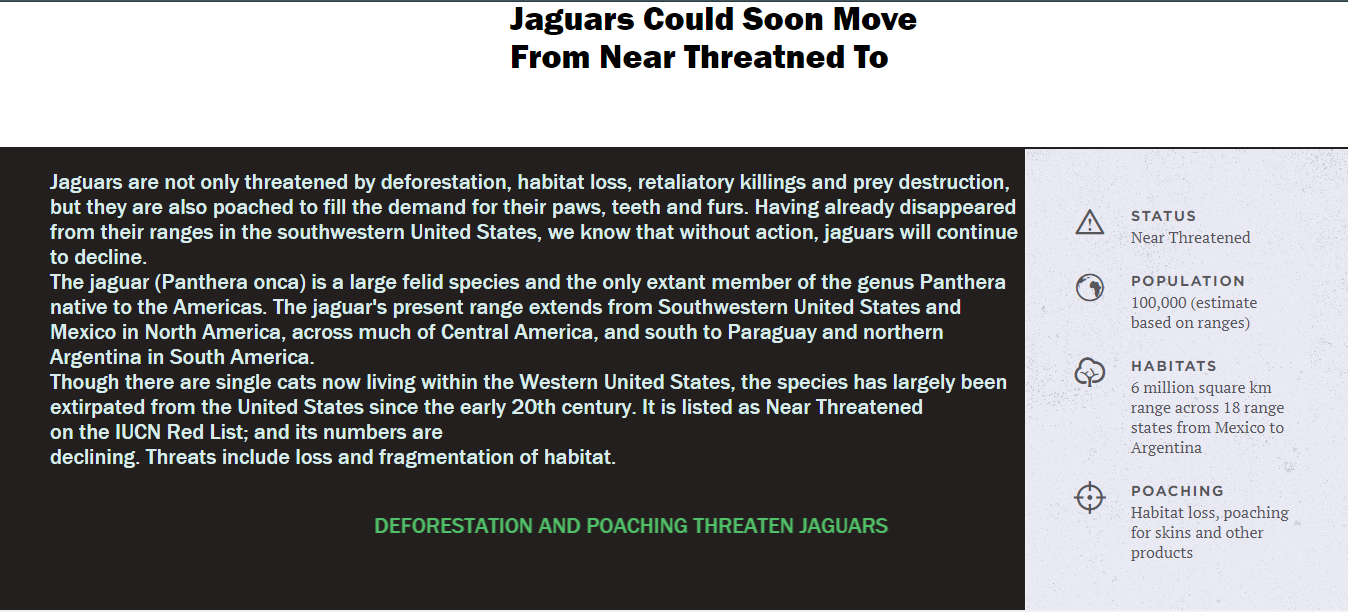 Jaguars Could Soon Move
From Near Threatned To
Jaguars are not only threatened by deforestation, habitat loss, retaliatory killings and prey destruction,
but they are also poached to fill the demand for their paws, teeth and furs. Having already disappeared
from their ranges in the southwestern United States, we know that without action, jaguars will continue
to decline.
The jaguar (Panthera onca) is a large felid species and the only extant member of the genus Panthera
native to the Americas. The jaguar's present range extends from Southwestern United States and
Mexico in North America, across much of Central America, and south to Paraguay and northern
Argentina in South America.
Though there are single cats now living within the Western United States, the species has largely been
extirpated from the United States since the early 20th century. It is listed as Near Threatened
on the IUCN Red List; and its numbers are
declining. Threats include loss and fragmentation of habitat.
DEFORESTATION AND POACHING THREATEN JAGUARS
STATUS
Near Threatened
POPULATION
100,000 (estimate
based on ranges)
HABITATS
6 million square km
range across 18 range
states from Mexico to
Argentina
POACHING
Habitat loss, poaching
for skins and other
products